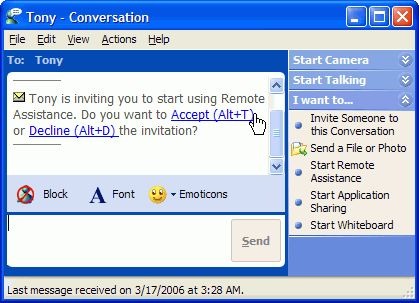 Tony - Conversation
File Edit View Actions Help
To: Tony
Tony is inviting you to start using Remote
Assistance. Do you want to Accept (Alt+T)
or Decline (Alt+D) the invitation?
Block Font Emoticons
Send
Start Camera
Start Talking
I want to...
Invite Someone to
this Conversation
Send a File or Photo
Start Remote
Assistance
Start Application
Sharing
Start Whiteboard
Last message received on 3/17/2006 at 3:28 AM.